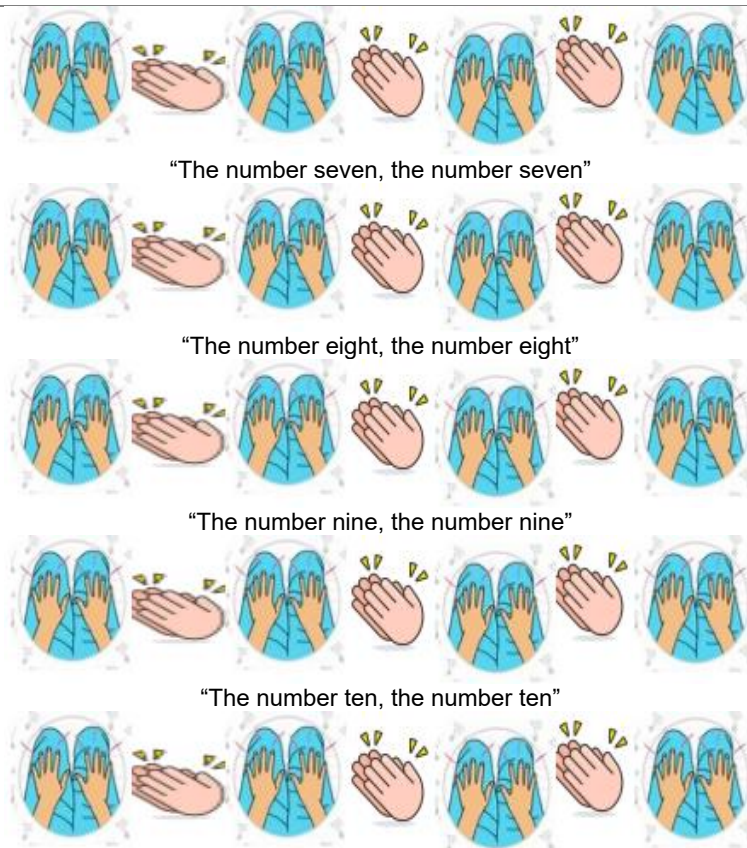 “The number seven, the number seven”
“The number eight, the number eight”
“The number nine, the number nine”
“The number ten, the number ten”